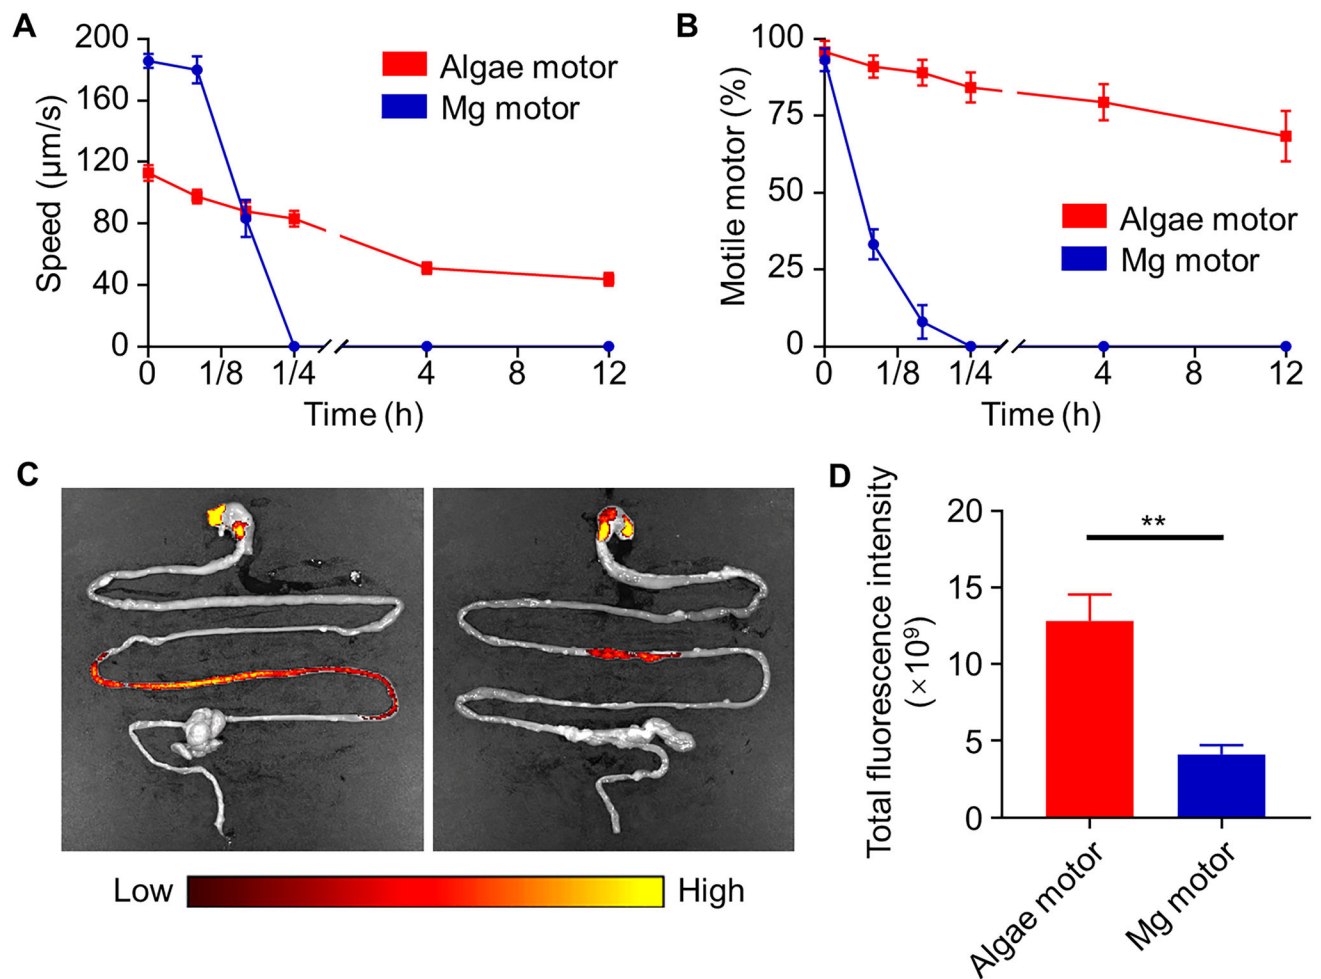 A
Speed (μm/s)
200
160
120
80
40
0
Algae motor
Mg motor
0 1/8 1/4 4 8 12
Time (h)
B
Motile motor (%)
100
75
50
25
0
Algae motor
Mg motor
0 1/8 1/4 4 8 12
Time (h)
C
Low High
D
Total fluorescence intensity
(×10⁹)
20
15
10
5
0
**
Algae motor
Mg motor